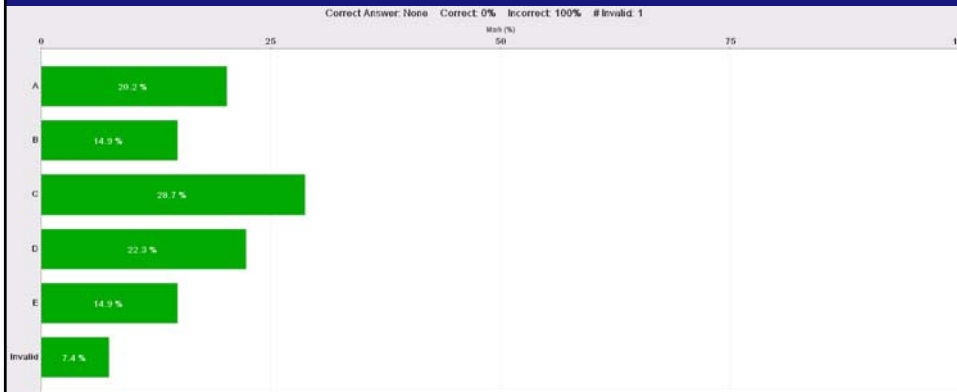 Correct Answer: None Correct: 0% Incorrect: 100% # Invalid: 1
Mark (%)
0 25 50 75 1
A 20.2 %
B 14.9 %
C 28.7 %
D 22.3 %
E 14.9 %
Invalid 7.4 %